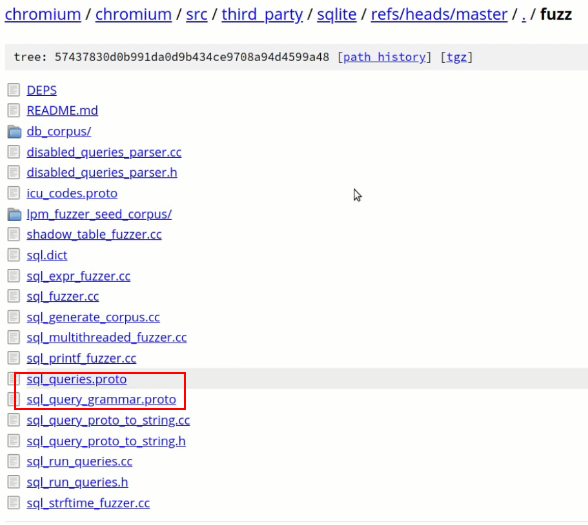 chromium / chromium / src / third_party / sqlite / refs/heads/master / . / fuzz
tree: 57437830d0b991da0d9b434ce9708a94d4599a48 [path history] [tgz]
DEPS
README.md
db_corpus/
disabled_queries_parser.cc
disabled_queries_parser.h
icu_codes.proto
lpm_fuzzer_seed_corpus/
shadow_table_fuzzer.cc
sql.dict
sql_expr_fuzzer.cc
sql_fuzzer.cc
sql_generate_corpus.cc
sql_multithreaded_fuzzer.cc
sql_printf_fuzzer.cc
sql_queries.proto
sql_query_grammar.proto
sql_query_proto_to_string.cc
sql_query_proto_to_string.h
sql_run_queries.cc
sql_run_queries.h
sql_strftime_fuzzer.cc